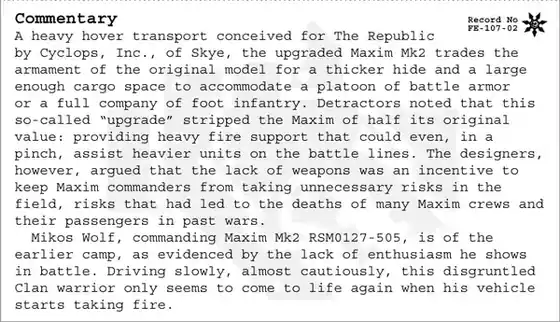 Commentary
Record No
FE-107-02
A heavy hover transport conceived for The Republic
by Cyclops, Inc., of Skye, the upgraded Maxim Mk2 trades the
armament of the original model for a thicker hide and a large
enough cargo space to accommodate a platoon of battle armor
or a full company of foot infantry. Detractors noted that this
so-called “upgrade” stripped the Maxim of half its original
value: providing heavy fire support that could even, in a
pinch, assist heavier units on the battle lines. The designers,
however, argued that the lack of weapons was an incentive to
keep Maxim commanders from taking unnecessary risks in the
field, risks that had led to the deaths of many Maxim crews and
their passengers in past wars.
Mikos Wolf, commanding Maxim Mk2 RSM0127-505, is of the
earlier camp, as evidenced by the lack of enthusiasm he shows
in battle. Driving slowly, almost cautiously, this disgruntled
Clan warrior only seems to come to life again when his vehicle
starts taking fire.